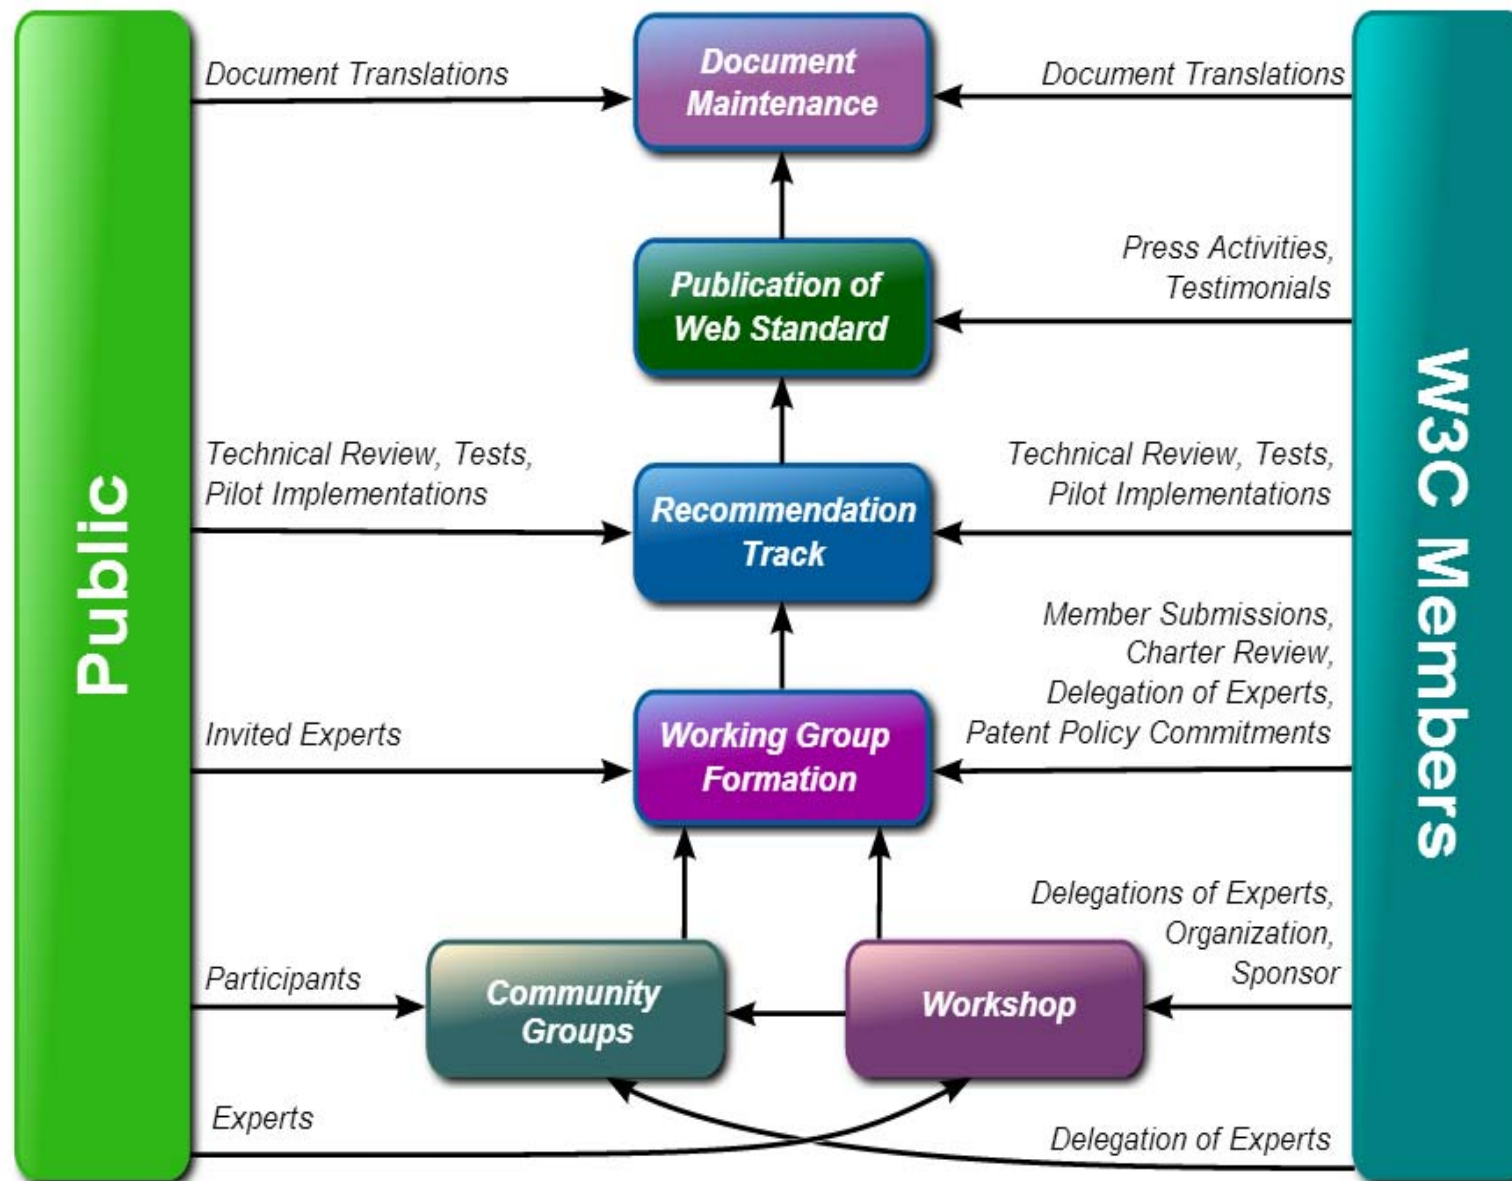 Public
W3C Members
Document Translations
Document
Maintenance
Document Translations
Publication of
Web Standard
Press Activities,
Testimonials
Technical Review, Tests,
Pilot Implementations
Recommendation
Track
Technical Review, Tests,
Pilot Implementations
Invited Experts
Working Group
Formation
Member Submissions,
Charter Review,
Delegation of Experts,
Patent Policy Commitments
Participants
Community
Groups
Workshop
Delegations of Experts,
Organization,
Sponsor
Experts
Delegation of Experts